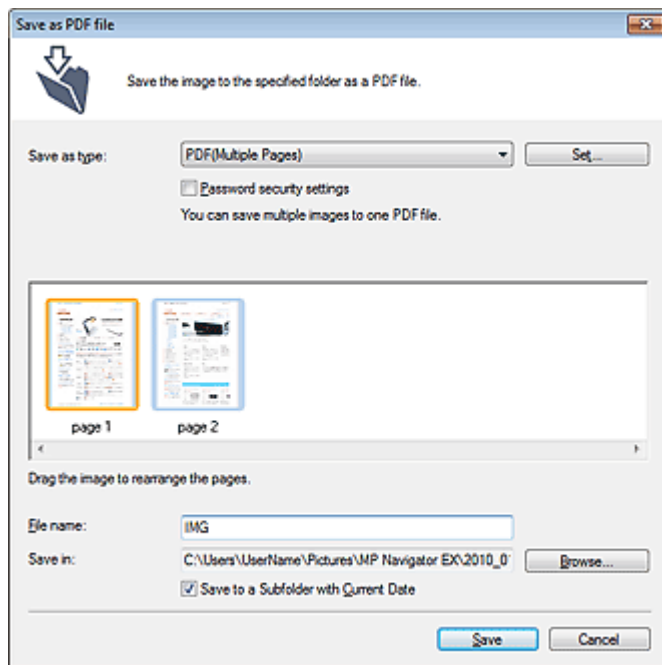 Save as PDF file
Save the image to the specified folder as a PDF file.
Save as type:
PDF(Multiple Pages)
Set...
Password security settings
You can save multiple images to one PDF file.
page 1
page 2
Drag the image to rearrange the pages.
File name:
IMG
Save in:
C:\Users\UserName\Pictures\MP Navigator EX\2010_0
Browse...
Save to a Subfolder with Current Date
Save
Cancel